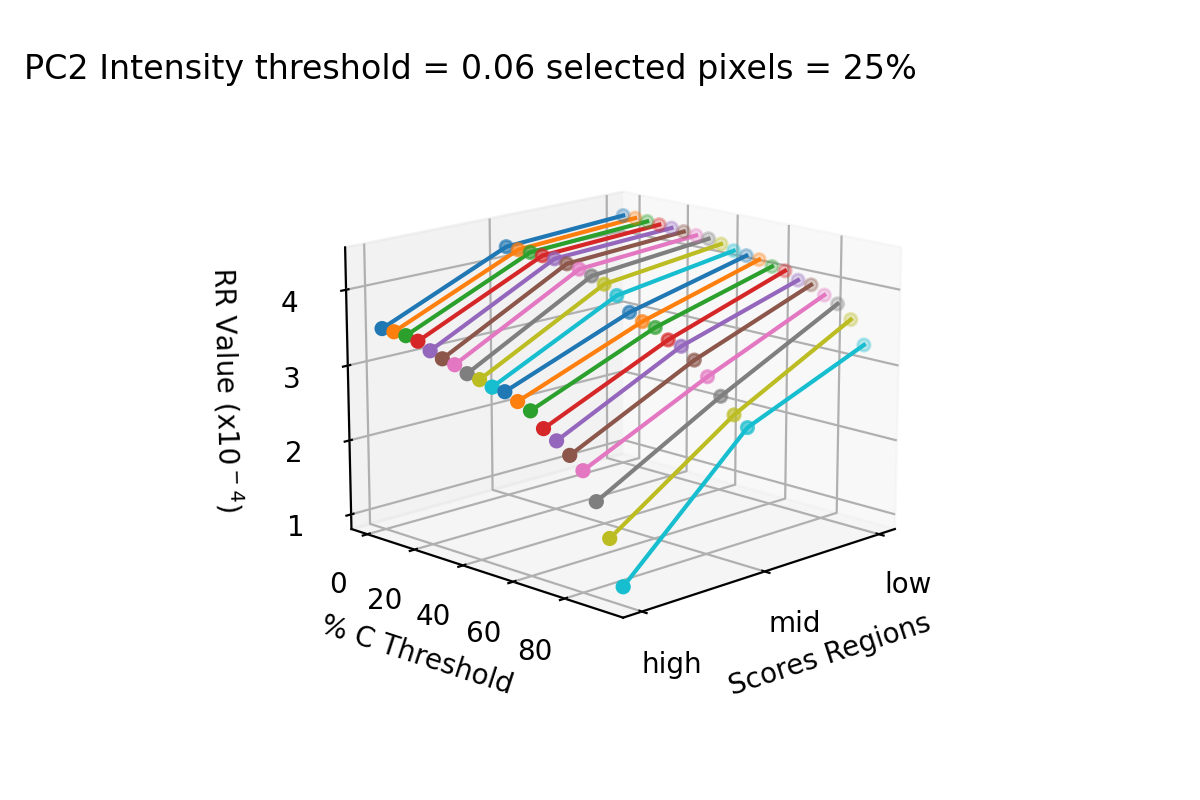 PC2 Intensity threshold = 0.06 selected pixels = 25%
RR Value (x10⁻⁴)
4
3
2
1
0
20
40
60
80
% C Threshold
high
mid
low
Scores Regions